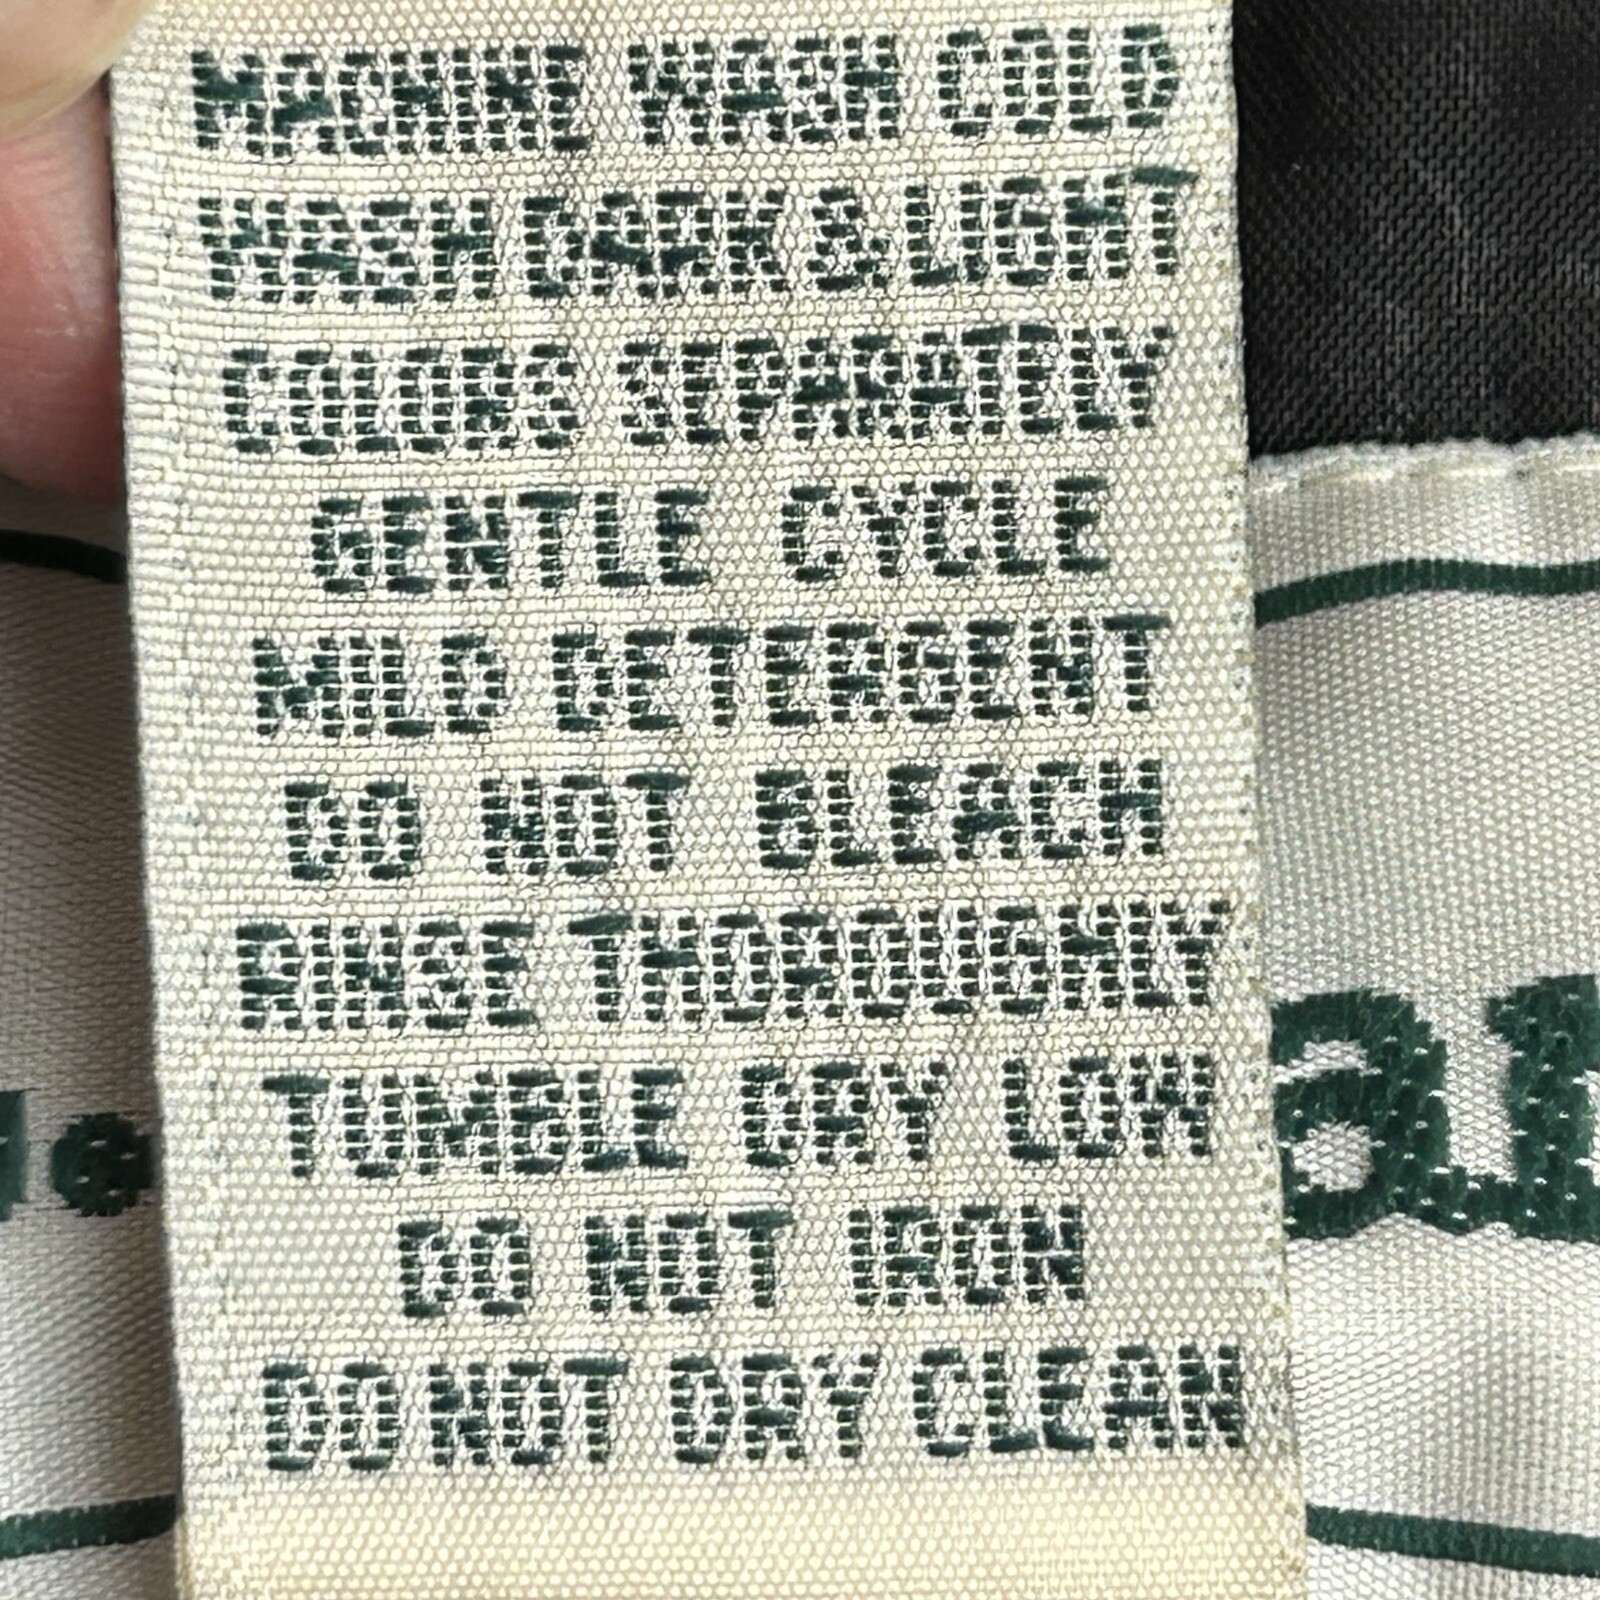 MACHINE WASH COLD
WASH DARK & LIGHT
COLORS SEPARATELY
GENTLE CYCLE
MILD DETERGENT
DO NOT BLEACH
RINSE THOROUGHLY
TUMBLE DRY LOW
DO NOT IRON
DO NOT DRY CLEAN